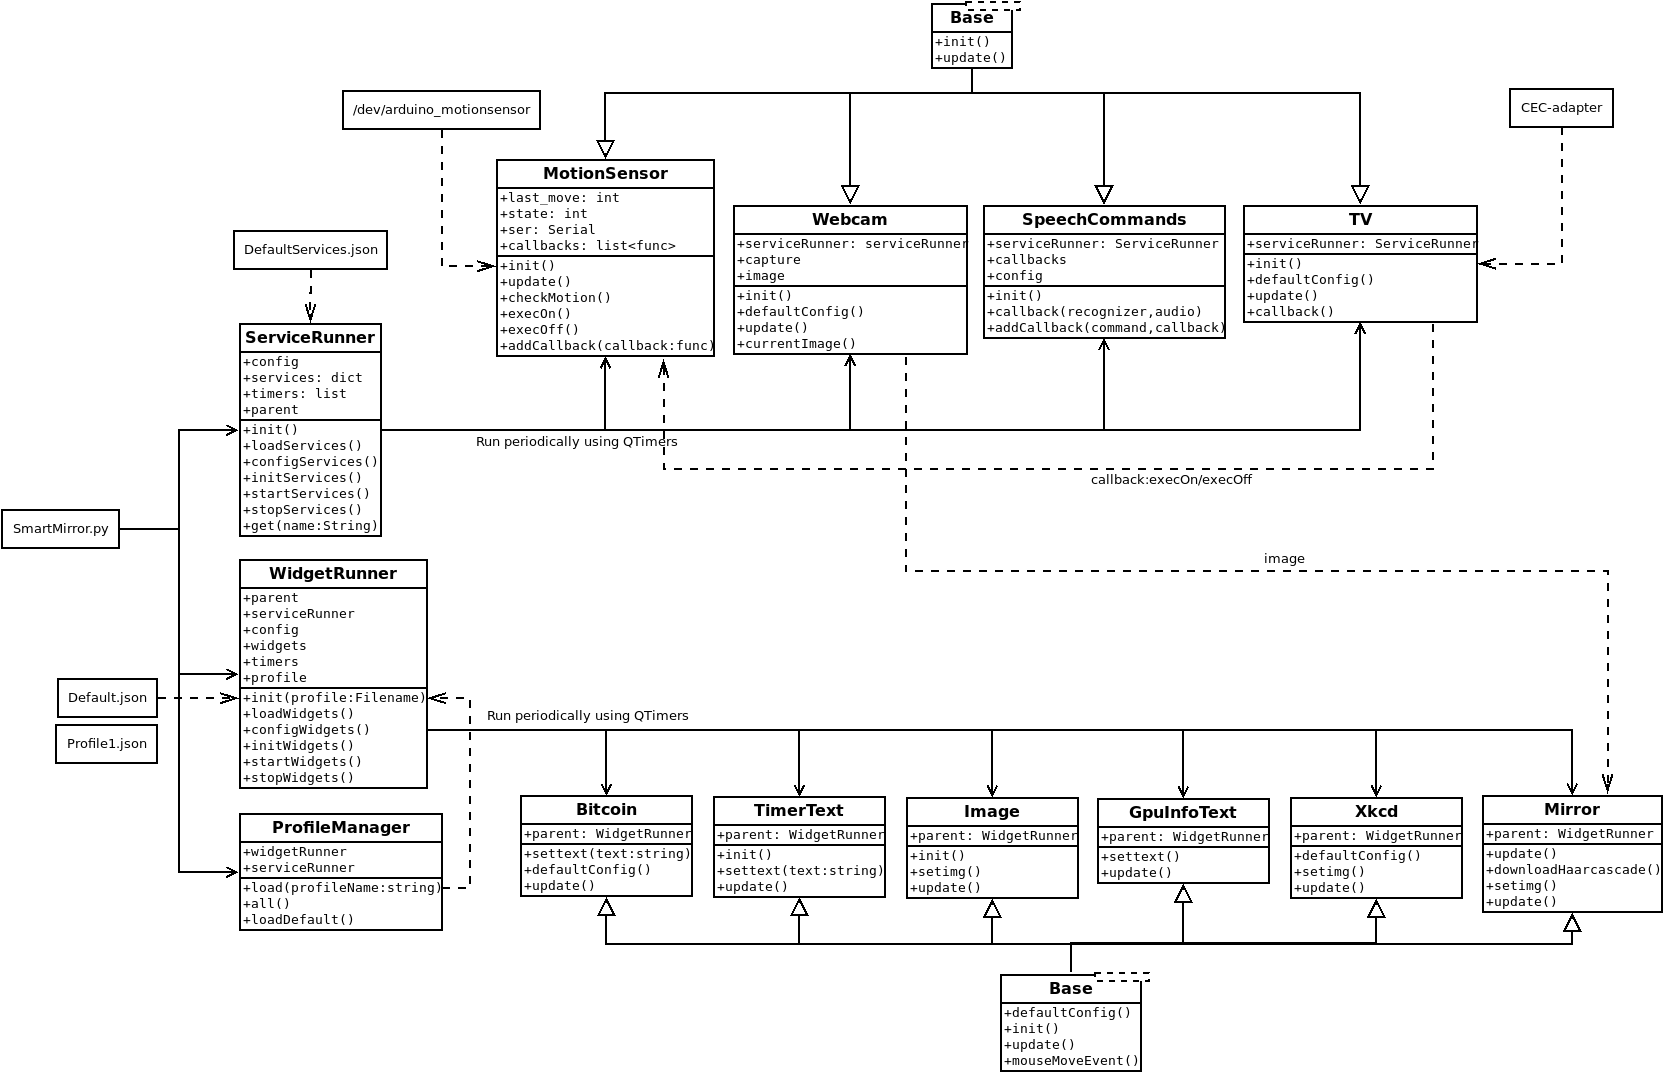 Base
+init()
+update()
/dev/arduino_motionsensor
CEC-adapter
MotionSensor
+last_move: int
+state: int
+ser: Serial
+callbacks: list<func>
+init()
+update()
+checkMotion()
+execOn()
+execOff()
+addCallback(callback:func)
Webcam
+serviceRunner: serviceRunner
+capture
+image
+init()
+defaultConfig()
+update()
+currentImage()
SpeechCommands
+serviceRunner: ServiceRunner
+callbacks
+config
+init()
+callback(recognizer,audio)
+addCallback(command,callback)
TV
+serviceRunner: ServiceRunner
+init()
+defaultConfig()
+update()
+callback()
DefaultServices.json
ServiceRunner
+config
+services: dict
+timers: list
+parent
+init()
+loadServices()
+configServices()
+initServices()
+startServices()
+stopServices()
+get(name:String)
Run periodically using QTimers
callback:execOn/execOff
SmartMirror.py
image
WidgetRunner
+parent
+serviceRunner
+config
+widgets
+timers
+profile
+init(profile:Filename)
+loadWidgets()
+configWidgets()
+initWidgets()
+startWidgets()
+stopWidgets()
Default.json
Profile1.json
Run periodically using QTimers
ProfileManager
+widgetRunner
+serviceRunner
+load(profileName:string)
+all()
+loadDefault()
Bitcoin
+parent: WidgetRunner
+settext(text:string)
+defaultConfig()
+update()
TimerText
+parent: WidgetRunner
+init()
+settext(text:string)
+update()
Image
+parent: WidgetRunner
+init()
+setimg()
+update()
GpuInfoText
+parent: WidgetRunner
+settext()
+update()
Xkcd
+parent: WidgetRunner
+defaultConfig()
+setimg()
+update()
Mirror
+parent: WidgetRunner
+update()
+downloadHaarcascade()
+setimg()
+update()
Base
+defaultConfig()
+init()
+update()
+mouseMoveEvent()